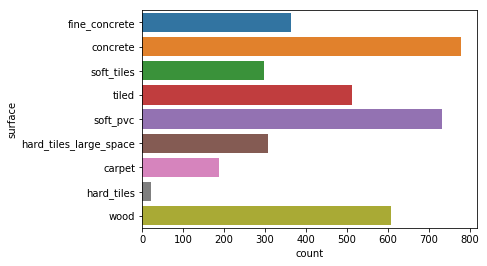 fine_concrete
concrete
soft_tiles
tiled
soft_pvc
hard_tiles_large_space
carpet
hard_tiles
wood
surface
0 100 200 300 400 500 600 700 800
count